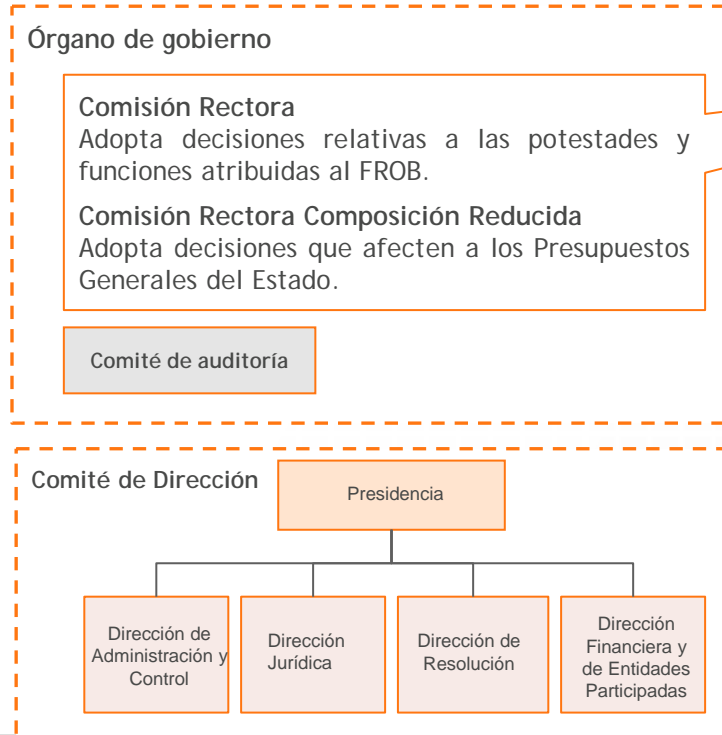 Órgano de gobierno
Comisión Rectora
Adopta decisiones relativas a las potestades y
funciones atribuidas al FROB.
Comisión Rectora Composición Reducida
Adopta decisiones que afecten a los Presupuestos
Generales del Estado.
Comité de auditoría
Comité de Dirección
Presidencia
Dirección de
Administración y
Control
Dirección
Jurídica
Dirección de
Resolución
Dirección
Financiera y
de Entidades
Participadas